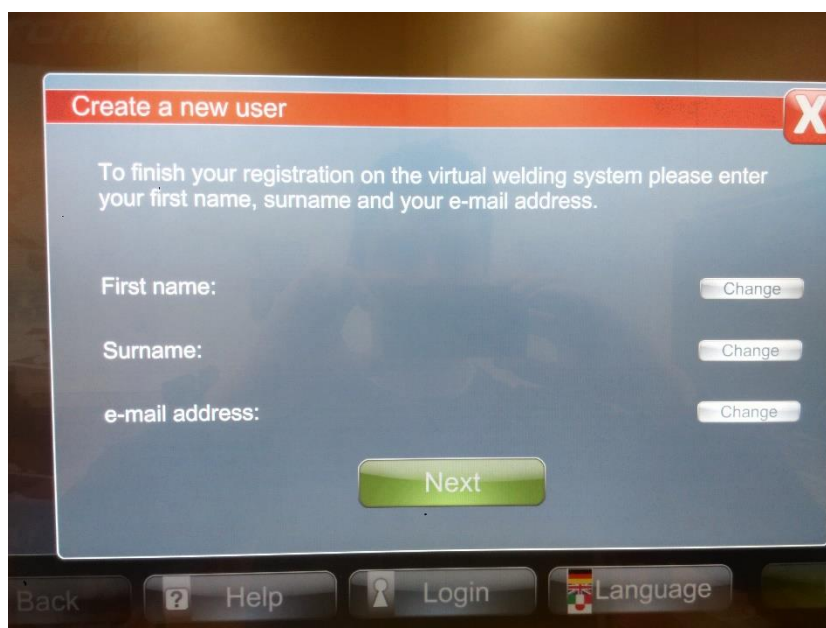 Create a new user
X
To finish your registration on the virtual welding system please enter
your first name, surname and your e-mail address.
First name:
Change
Surname:
Change
e-mail address:
Change
Next
Back
? Help
Login
Language